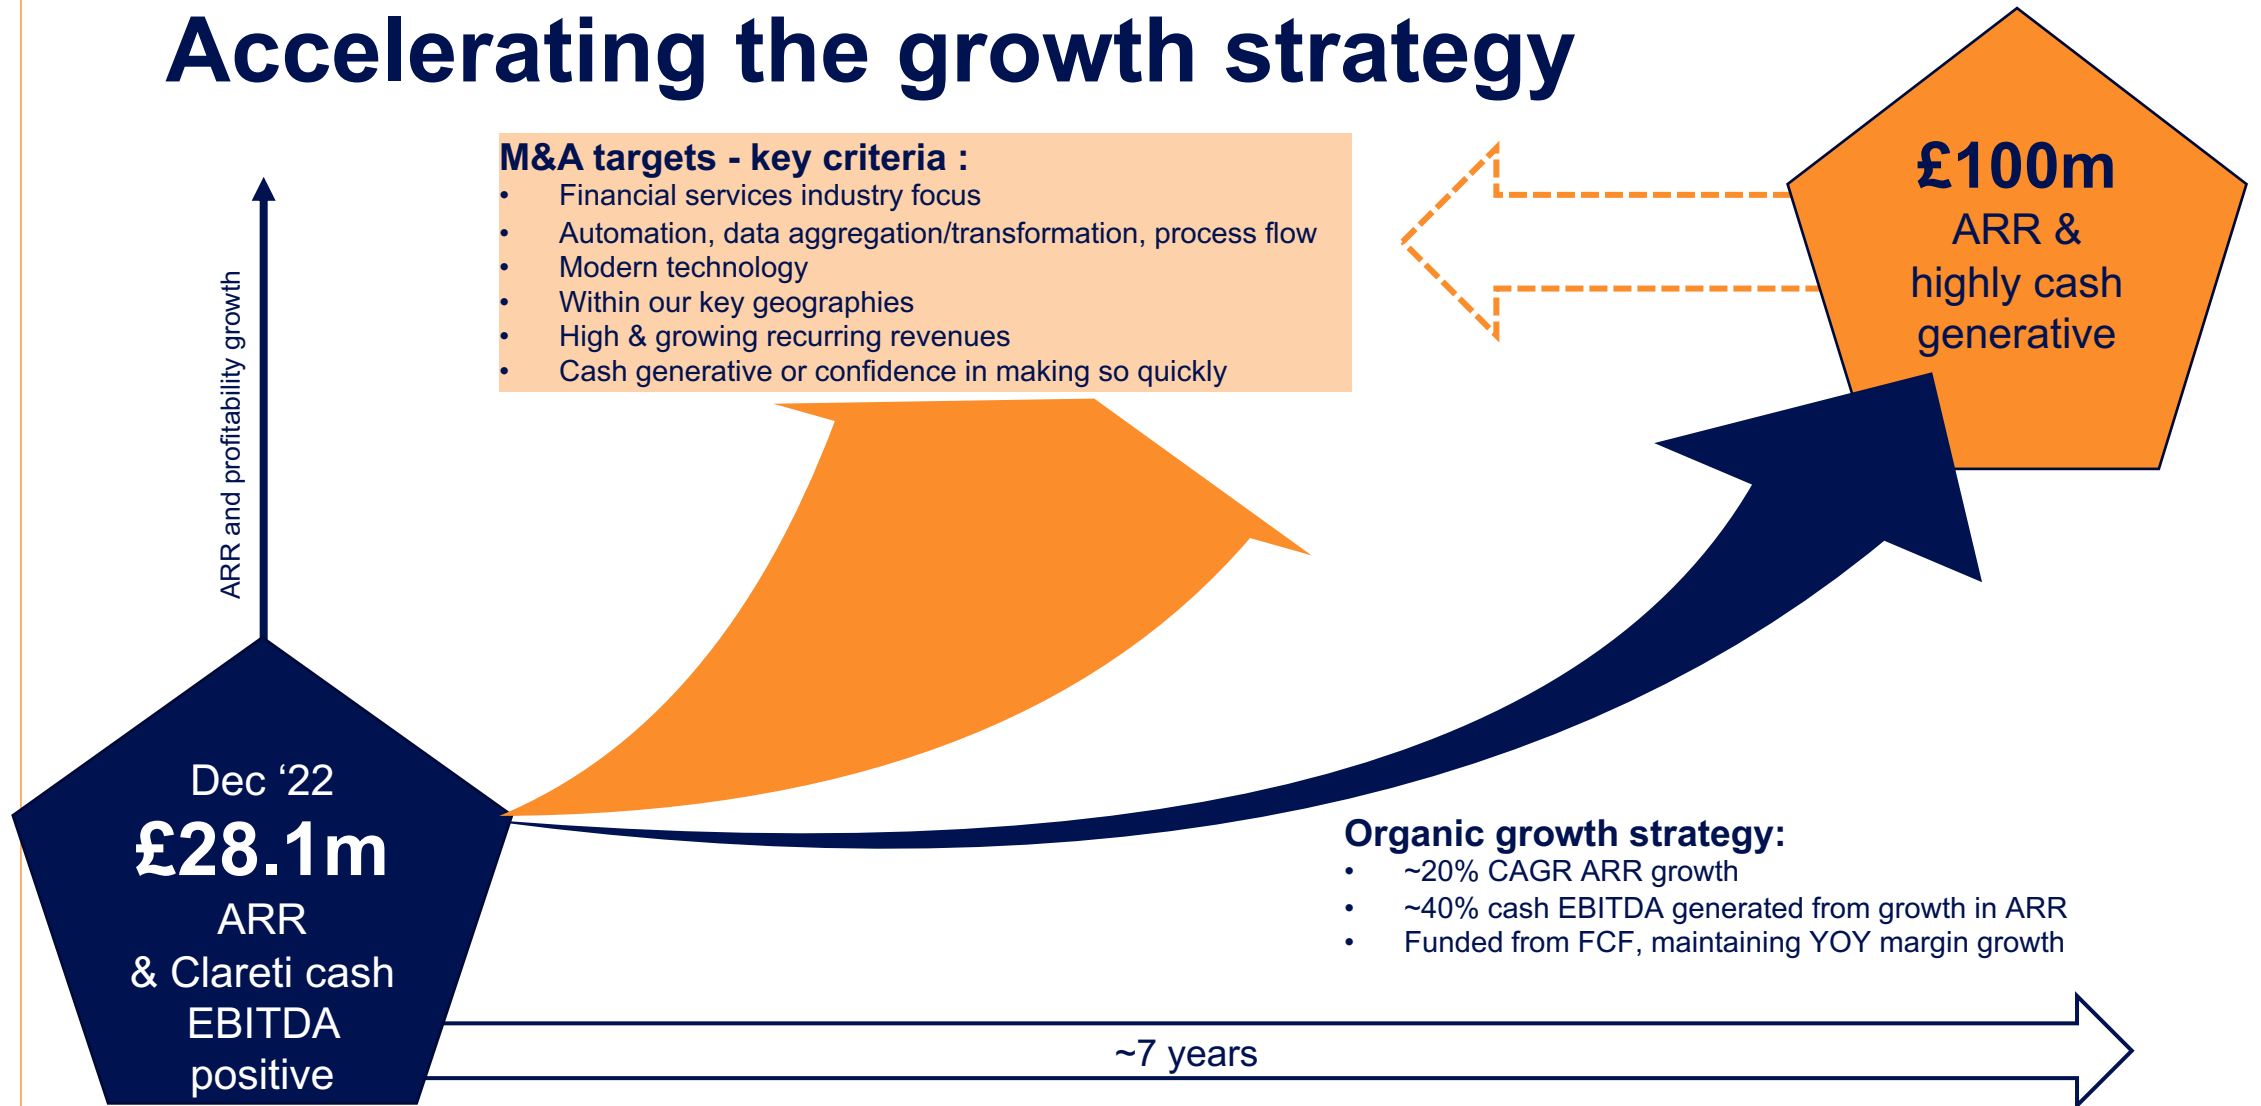 Accelerating the growth strategy
M&A targets - key criteria :
• Financial services industry focus
• Automation, data aggregation/transformation, process flow
• Modern technology
• Within our key geographies
• High & growing recurring revenues
• Cash generative or confidence in making so quickly
£100m
ARR &
highly cash
generative
ARR and profitability growth
Dec ‘22
£28.1m
ARR
& Clareti cash
EBITDA
positive
Organic growth strategy:
• ~20% CAGR ARR growth
• ~40% cash EBITDA generated from growth in ARR
• Funded from FCF, maintaining YOY margin growth
~7 years